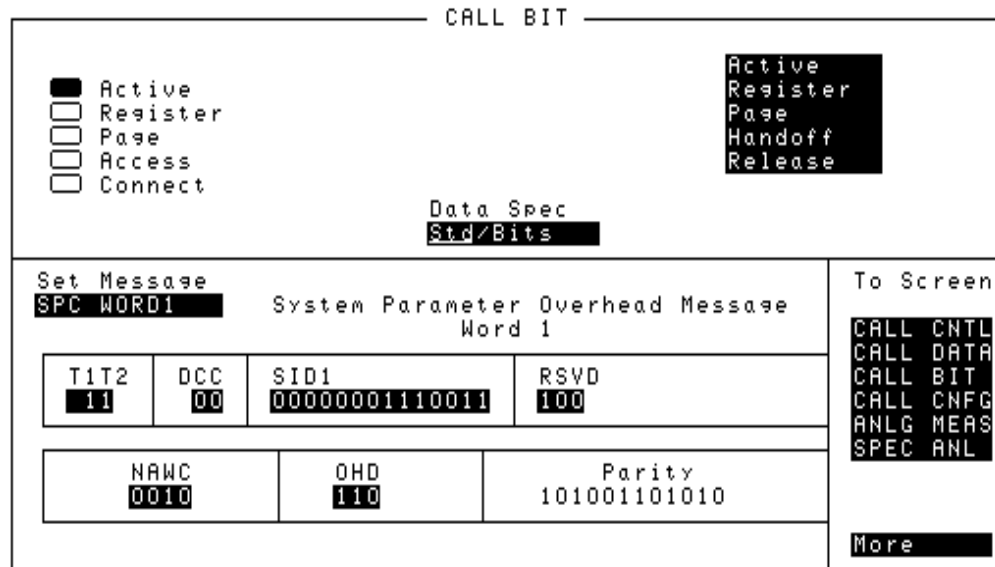 CALL BIT
Active
Register
Page
Access
Connect
Active
Register
Page
Handoff
Release
Data Spec
Std/Bits
Set Message
SPC WORD1
System Parameter Overhead Message
Word 1
T1T2
11
DCC
00
SID1
00000001110011
RSVD
100
NAWC
0010
OHD
110
Parity
101001101010
To Screen
CALL CNTL
CALL DATA
CALL BIT
CALL CNFG
ANLG MEAS
SPEC ANL
More